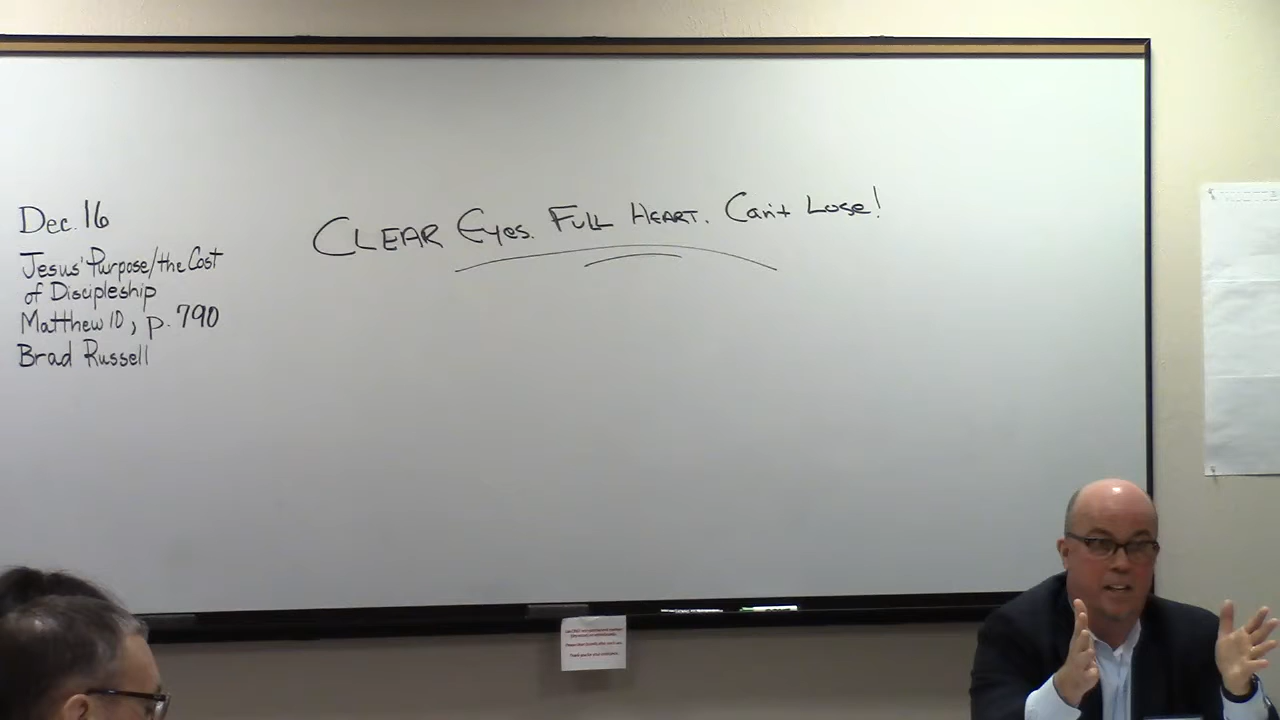 Dec. 16
Jesus' Purpose/the Cost
of Discipleship
Matthew 10, p. 790
Brad Russell
CLEAR Eyes. FULL HEART. Can't Lose!